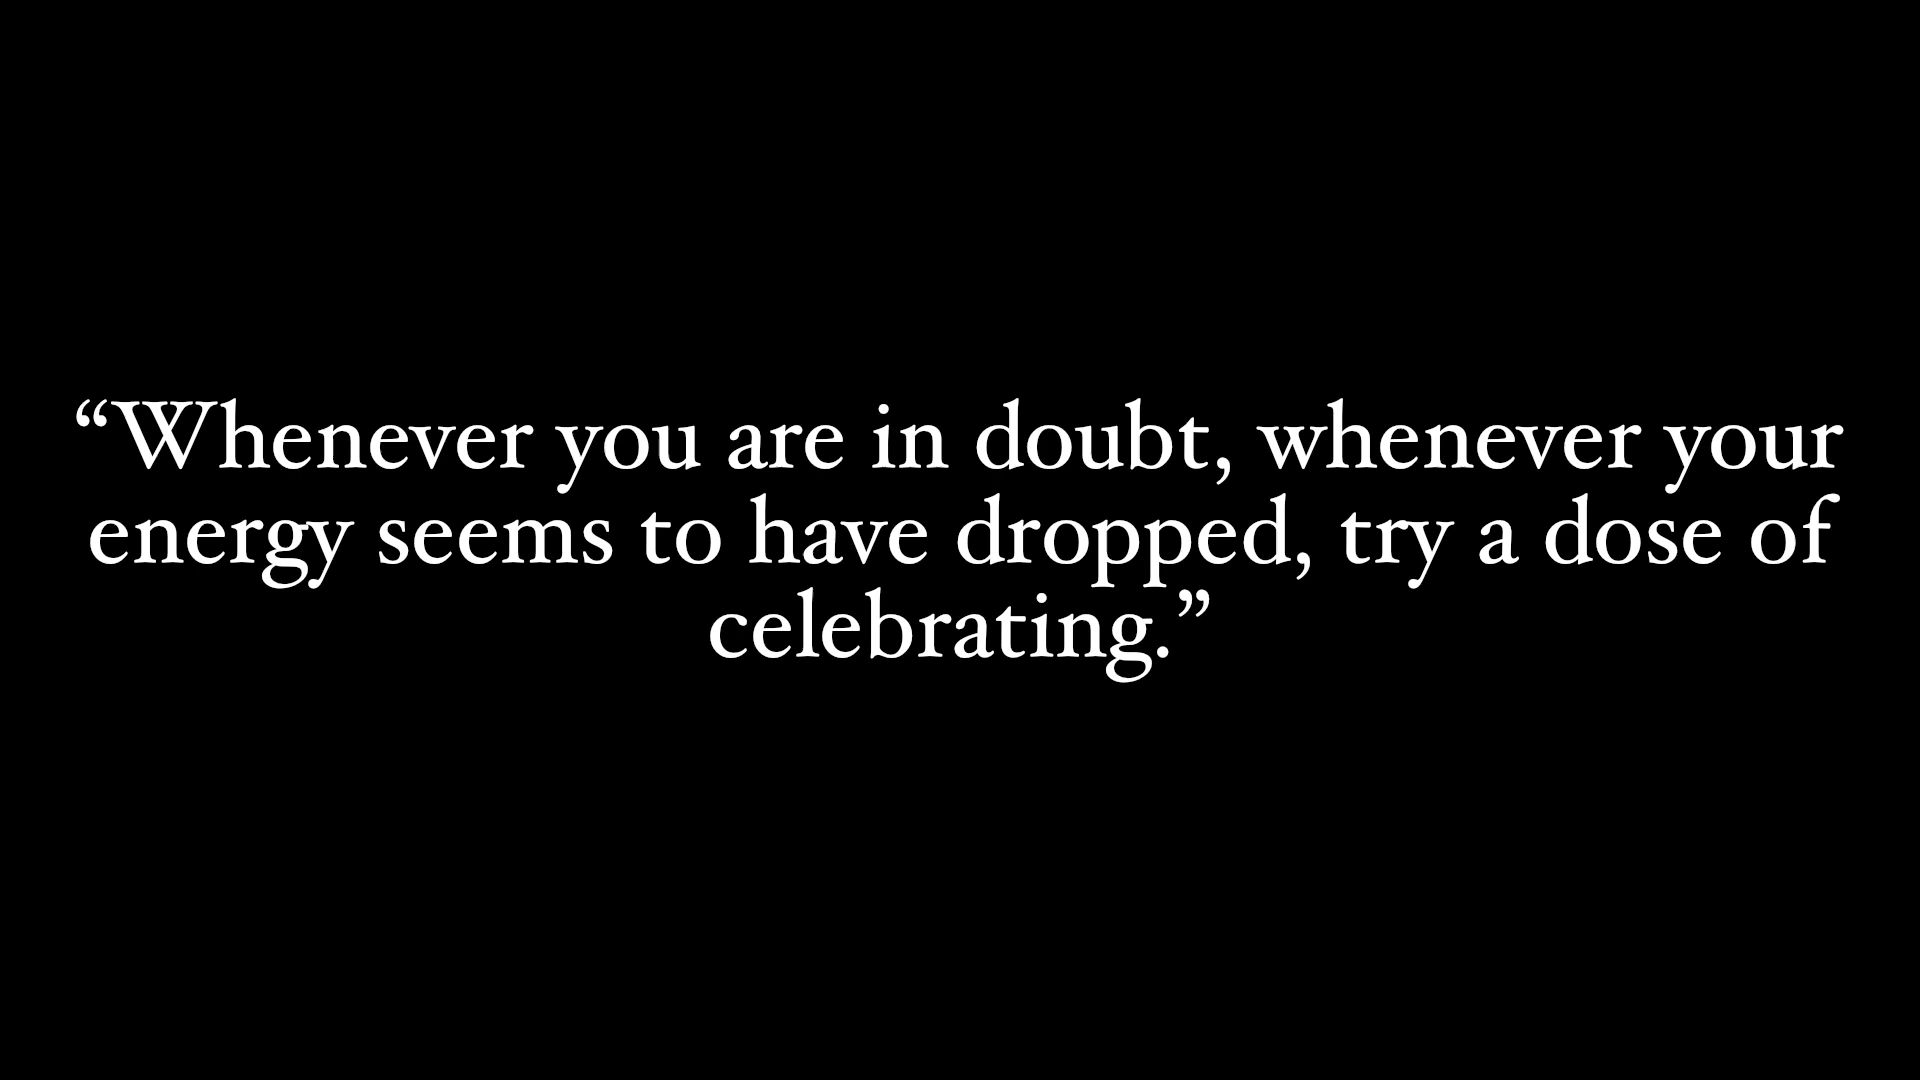 “Whenever you are in doubt, whenever your
energy seems to have dropped, try a dose of
celebrating.”